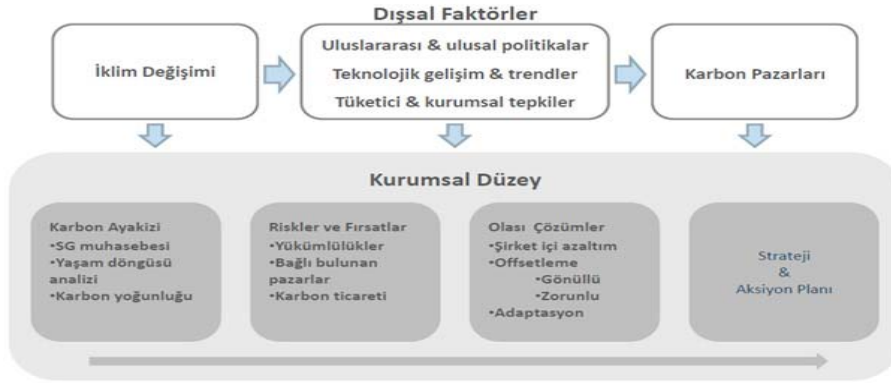 Dışsal Faktörler
İklim Değişimi
Uluslararası & ulusal politikalar
Teknolojik gelişim & trendler
Tüketici & kurumsal tepkiler
Karbon Pazarları
Kurumsal Düzey
Karbon Ayakizi
•SG muhasebesi
•Yaşam döngüsü
analizi
•Karbon yoğunluğu
Riskler ve Fırsatlar
•Yükümlülükler
•Bağlı bulunan
pazarlar
•Karbon ticareti
Olası Çözümler
•Şirket içi azaltım
•Offsetleme
•Gönüllü
•Zorunlu
•Adaptasyon
Strateji
&
Aksiyon Planı